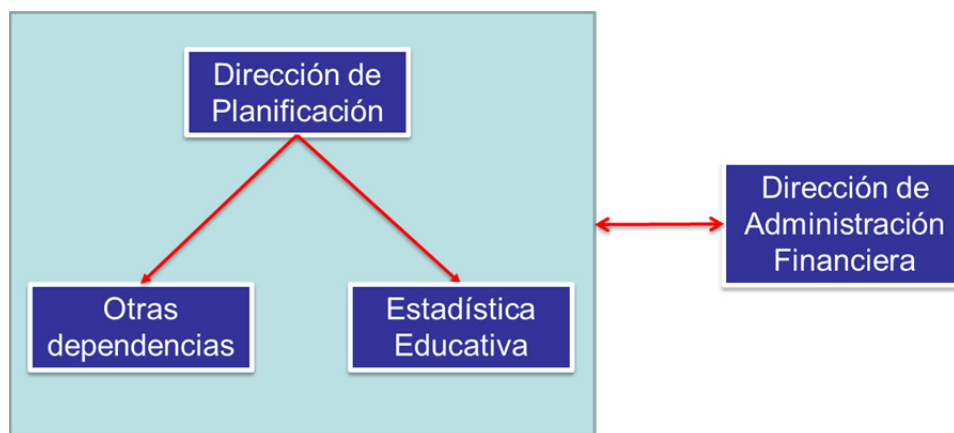 Dirección de
Planificación
Otras
dependencias
Estadística
Educativa
Dirección de
Administración
Financiera